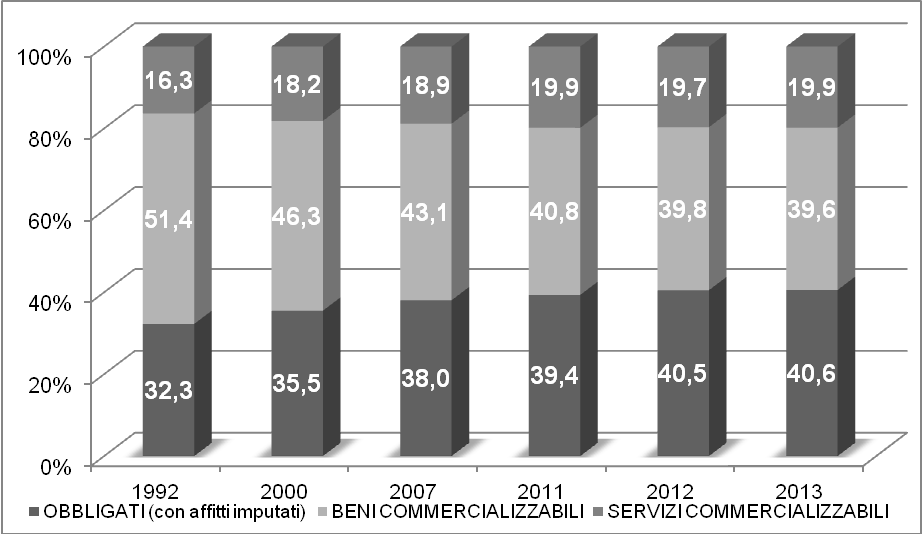 100%
16,3 18,2 18,9 19,9 19,7 19,9
80%
60%
51,4 46,3 43,1 40,8 39,8 39,6
40%
20%
32,3 35,5 38,0 39,4 40,5 40,6
0%
1992 2000 2007 2011 2012 2013
OBBLIGATI (con affitti imputati) BENI COMMERCIALIZZABILI SERVIZI COMMERCIALIZZABILI